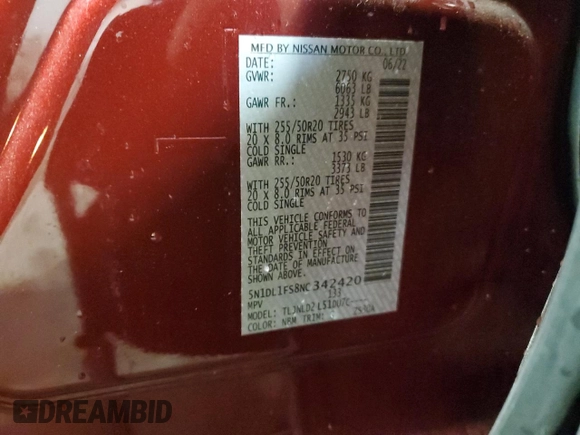 MFD BY NISSAN MOTOR CO., LTD
DATE: 06/22
GVWR: 2750 KG
6063 LB
GAWR FR.: 1335 KG
2943 LB
WITH 255/50R20 TIRES
20 X 8.0 RIMS AT 35 PSI
COLD SINGLE
GAWR RR.: 1530 KG
3373 LB
WITH 255/50R20 TIRES
20 X 8.0 RIMS AT 35 PSI
COLD SINGLE
THIS VEHICLE CONFORMS TO
ALL APPLICABLE FEDERAL
MOTOR VEHICLE SAFETY AND
THEFT PREVENTION
STANDARDS IN EFFECT ON
THE DATE OF MANUFACTURE
SHOWN ABOVE.
5N1DL1FS8NC342420
MPV 133
MODEL:
COLOR: NBM TRIM: G
DREAMBID